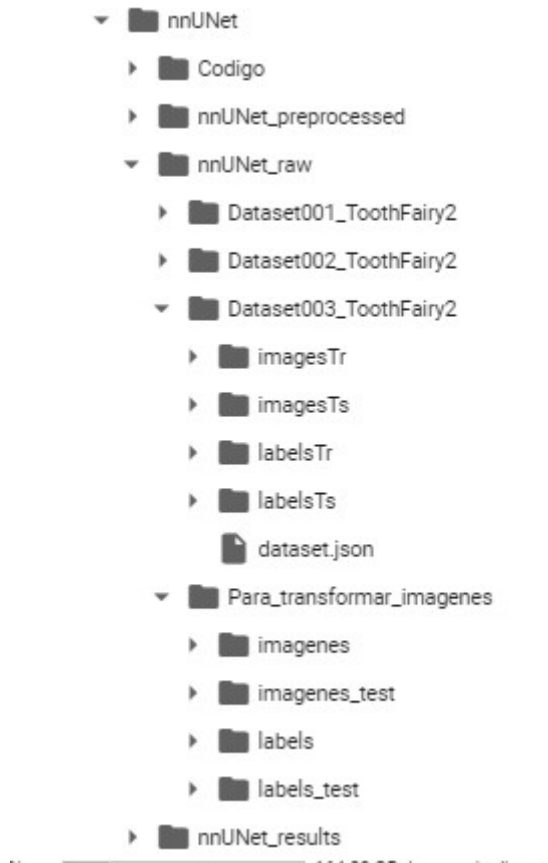 nnUNet
Codigo
nnUNet_preprocessed
nnUNet_raw
Dataset001_ToothFairy2
Dataset002_ToothFairy2
Dataset003_ToothFairy2
imagesTr
imagesTs
labelsTr
labelsTs
dataset.json
Para_transformar_imagenes
imagenes
imagenes_test
labels
labels_test
nnUNet_results